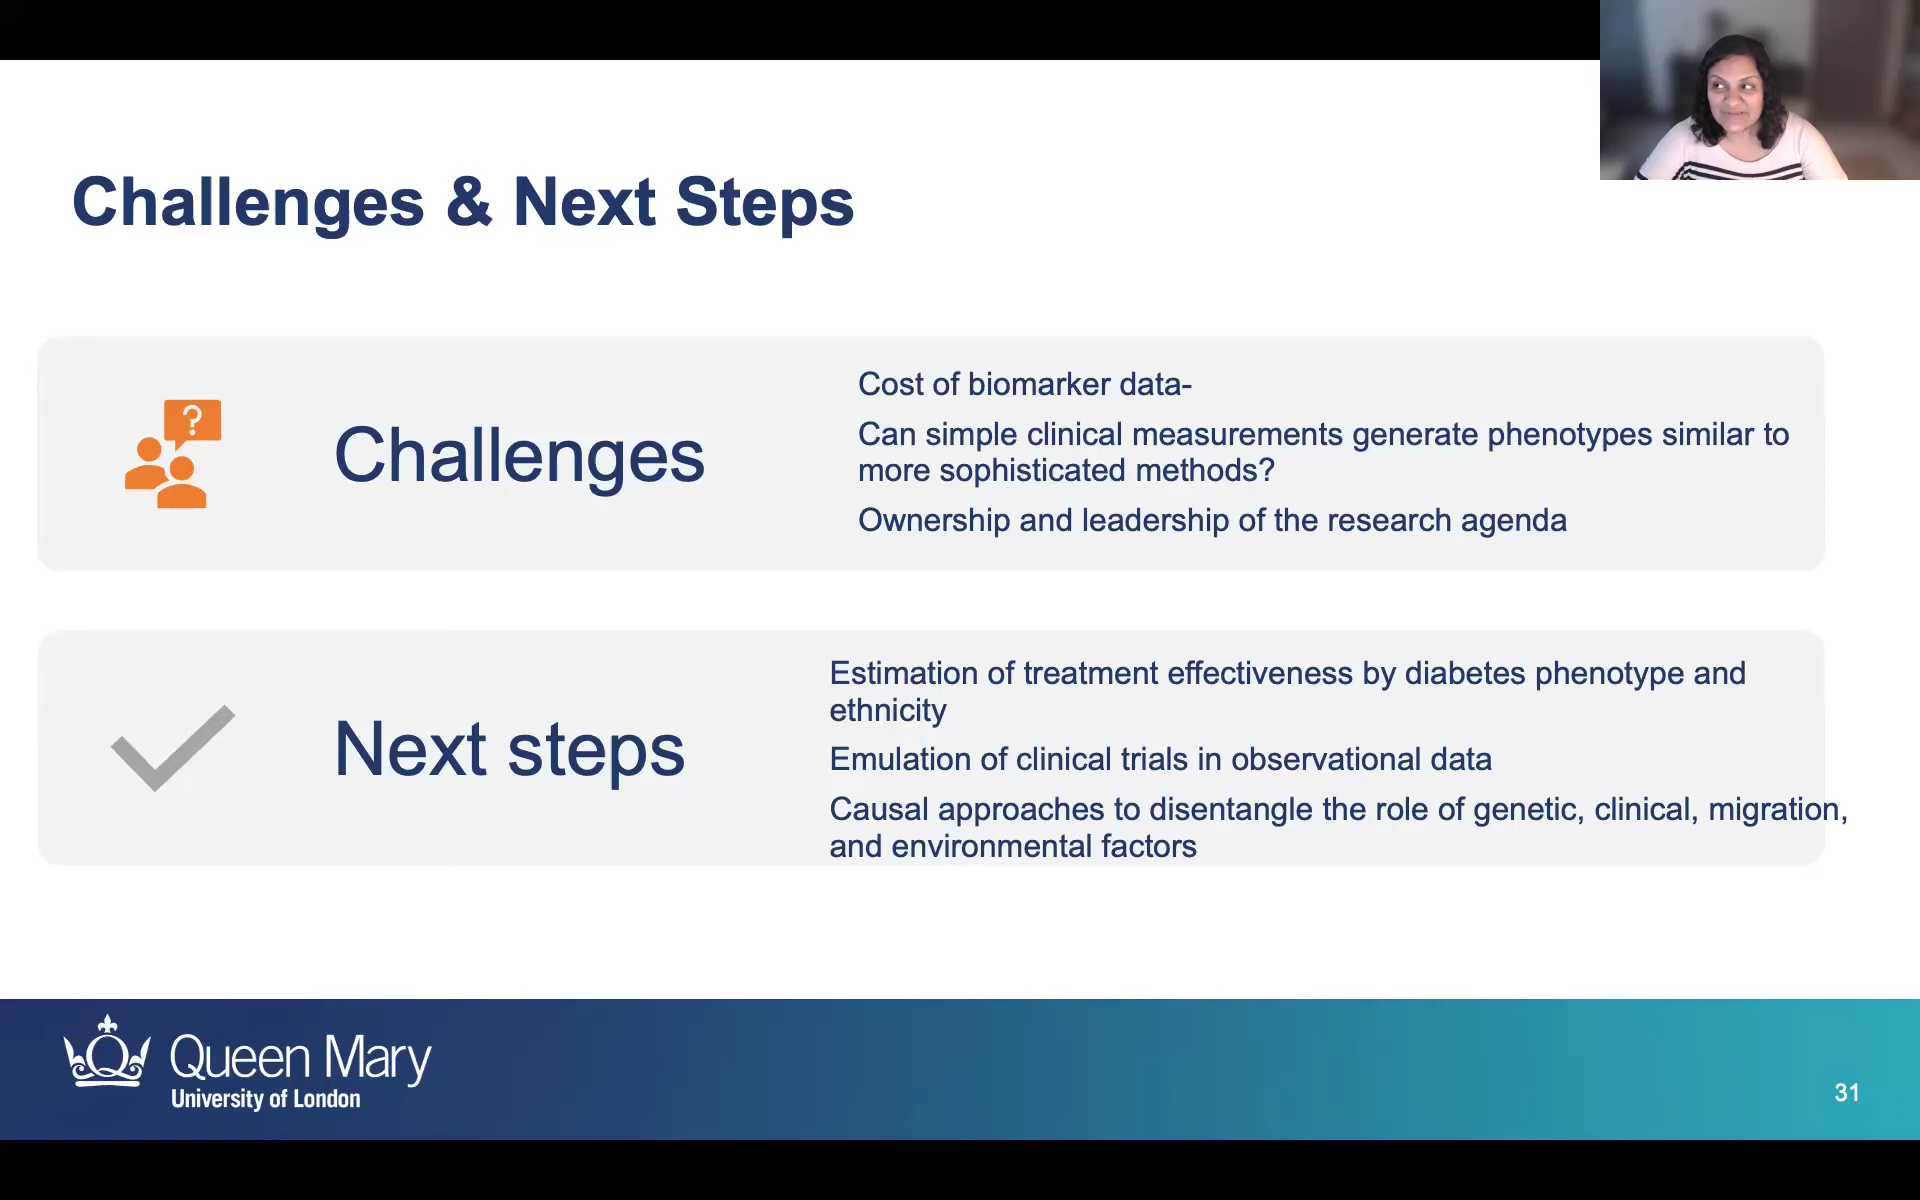 Challenges & Next Steps
?
Challenges
Cost of biomarker data-
Can simple clinical measurements generate phenotypes similar to
more sophisticated methods?
Ownership and leadership of the research agenda
Next steps
Estimation of treatment effectiveness by diabetes phenotype and
ethnicity
Emulation of clinical trials in observational data
Causal approaches to disentangle the role of genetic, clinical, migration,
and environmental factors
Queen Mary
University of London
31